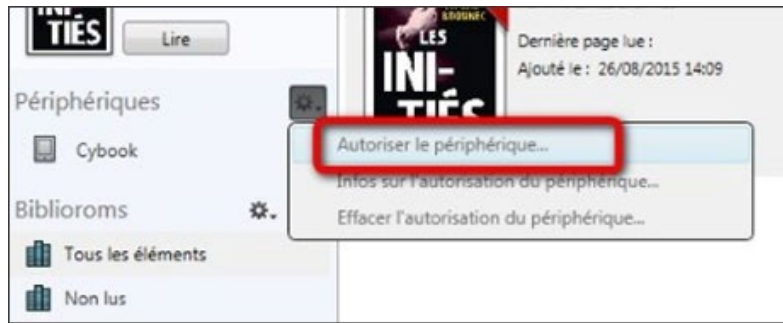 TIÉS
Lire
LES
INI-
TIÉS
Dernière page lue :
Ajouté le : 26/08/2015 14:09
Périphériques
Cybook
Autoriser le périphérique...
Infos sur l'autorisation du périphérique...
Effacer l'autorisation du périphérique...
Biblioroms
Tous les éléments
Non lus